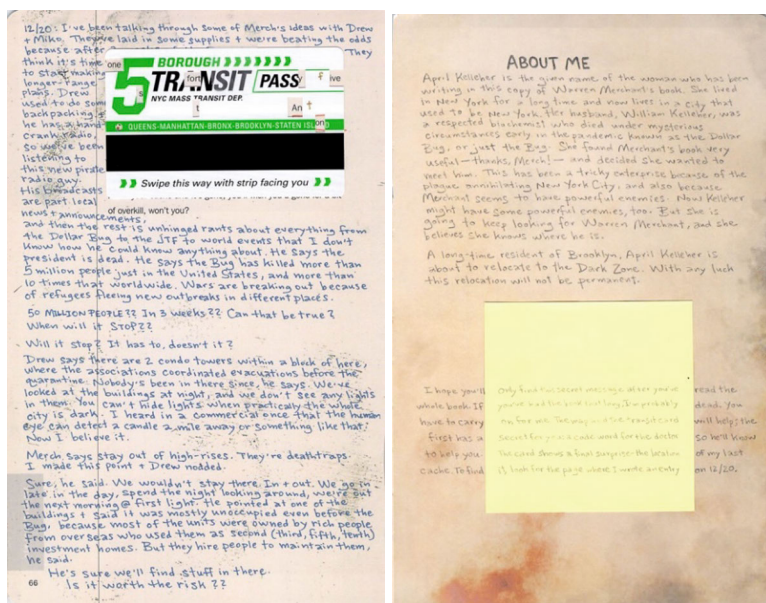 12/20: I've been talking through some of Merch's ideas with Drew
+ Miko. They've laid in some supplies + we're beating the odds
because after
They
think it's time
to start making
longer-range
plans. Drew
used to do some
backpacking +
he has a hand
crank radio,
so we've been
listening to
this new pirate
radio guy.
His broadcasts
are part local
news + announcements,
one
BOROUGH
5 TRANSIT PASS
NYC MASS TRANSIT DEP.
fort
f ive
t
An t
on
QUEENS-MANHATTAN-BRONX-BROOKLYN-STATEN ISLAND
Swipe this way with strip facing you
of overkill, won't you?
and then the rest is unhinged rants about everything from
the Dollar Bug to the JTF to world events that I don't
know how he could know anything about. He says the
president is dead. He says the Bug has killed more than
5 million people just in the United States, and more than
10 times that worldwide. Wars are breaking out because
of refugees fleeing new outbreaks in different places.
50 MILLION PEOPLE?? In 3 weeks?? Can that be true?
When will it STOP??
Will it stop? It has to, doesn't it?
Drew says there are 2 condo towers within a block of here,
where the associations coordinated evacuations before the
quarantine. Nobody's been in there since, he says. We've
looked at the buildings at night, and we don't see any lights
in them. You can't hide lights when practically the whole
city is dark. I heard in a commercial once that the human
eye can detect a candle a mile away or something like that.
Now I believe it.
Merch says stay out of high-rises. They're deathtraps.
I made this point + Drew nodded.
Sure, he said. We wouldn't stay there. In + out. We go in
late in the day, spend the night looking around, we're out
the next morning @ first light. He pointed at one of the
buildings + said it was mostly unoccupied even before the
Bug, because most of the units were owned by rich people
from overseas who used them as second (third, fifth, tenth)
investment homes. But they hire people to maintain them,
he said.
He's sure we'll find stuff in there.
Is it worth the risk??
66
ABOUT ME
April Kelleher is the given name of the woman who has been
writing in this copy of Warren Merchant's book. She lived
in New York for a long time and now lives in a city that
used to be New York. Her husband, William Kelleher, was
a respected biochemist who died under mysterious
circumstances early in the pandemic known as the Dollar
Bug, or just the Bug. She found Merchant's book very
useful—thanks, Merch!—and decided she wanted to
meet him. This has been a tricky enterprise because of the
plague annihilating New York City, and also because
Merchant seems to have powerful enemies. Now Kelleher
might have some powerful enemies, too. But she is
going to keep looking for Warren Merchant, and she
believes she knows where he is.
A long-time resident of Brooklyn, April Kelleher is
about to relocate to the Dark Zone. With any luck
this relocation will not be permanent.
I hope you'll only find this secret message after you've read the
whole book. If you've had the book that long, I'm probably dead. You
have to carry on for me. The map and the transit card will help; the
first has a secret for you, a code word for the doctor so he'll know
to help you. The card shows a final surprise—the location of my last
cache. To find it, look for the page where I wrote an entry on 12/20.